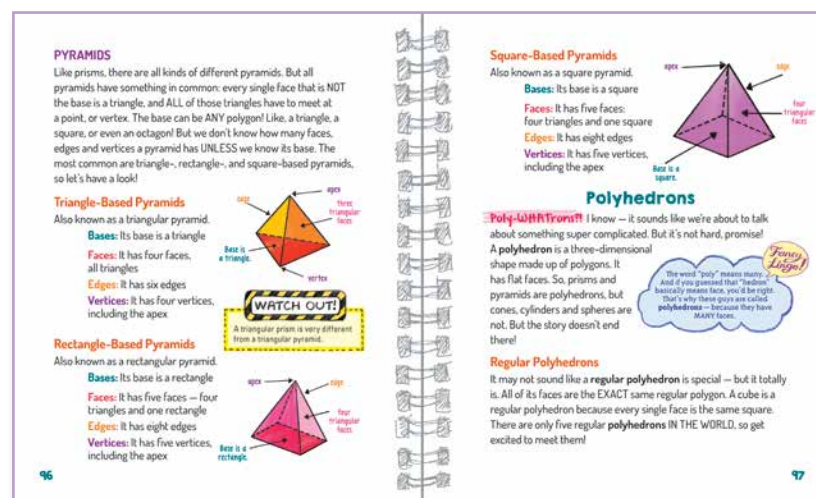 PYRAMIDS
Like prisms, there are all kinds of different pyramids. But all
pyramids have something in common: every single face that is NOT
the base is a triangle, and ALL of those triangles have to meet at
a point, or vertex. The base can be ANY polygon! Like, a triangle, a
square, or even an octagon! But we don't know how many faces,
edges and vertices a pyramid has UNLESS we know its base. The
most common are triangle-, rectangle-, and square-based pyramids,
so let's have a look!
Triangle-Based Pyramids
Also known as a triangular pyramid.
Bases: Its base is a triangle
Faces: It has four faces,
all triangles
Edges: It has six edges
Vertices: It has four vertices,
including the apex
apex
edge
three
triangular
faces
Base is
a triangle.
vertex
WATCH OUT!
A triangular prism is very different
from a triangular pyramid.
Rectangle-Based Pyramids
Also known as a rectangular pyramid.
Bases: Its base is a rectangle
Faces: It has five faces – four
triangles and one rectangle
Edges: It has eight edges
Vertices: It has five vertices,
including the apex
apex
edge
four
triangular
faces
Base is a
rectangle.
96
Square-Based Pyramids
Also known as a square pyramid.
Bases: Its base is a square
Faces: It has five faces:
four triangles and one square
Edges: It has eight edges
Vertices: It has five vertices,
including the apex
apex
edge
four
triangular
faces
Base is a
square.
Polyhedrons
Poly-WHATrons?! I know – it sounds like we're about to talk
about something super complicated. But it's not hard, promise!
A polyhedron is a three-dimensional
shape made up of polygons. It
has flat faces. So, prisms and
pyramids are polyhedrons, but
cones, cylinders and spheres are
not. But the story doesn't end
there!
Fancy
Lingo!
The word "poly" means many.
And if you guessed that "hedron"
basically means face, you'd be right.
That's why these guys are called
polyhedrons – because they have
MANY faces.
Regular Polyhedrons
It may not sound like a regular polyhedron is special – but it totally
is. All of its faces are the EXACT same regular polygon. A cube is a
regular polyhedron because every single face is the same square.
There are only five regular polyhedrons IN THE WORLD, so get
excited to meet them!
97